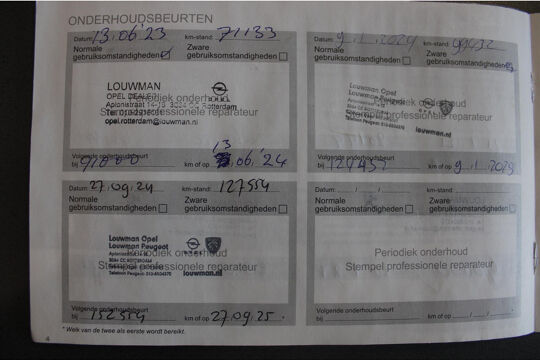 ONDERHOUDSBEURTEN
Datum: 13.06'23 km-stand: 71133
Normale gebruiksomstandigheden
Zware gebruiksomstandigheden
LOUWMAN
OPEL DEALER
Periodiek onderhoud
Stempel professionele reparateur
opel.rotterdam@louwman.nl
Volgende onderhoudsbeurt
bij 91000 km of op 13.06.'24
Datum: 9.1.2024 km-stand:
Normale gebruiksomstandigheden
Zware gebruiksomstandigheden
Louwman Opel
Louwman Peugeot
Periodiek onderhoud
Stempel professionele reparateur
louwman.nl
Volgende onderhoudsbeurt
bij km of op 9.1.
Datum: 27.09.24 km-stand: 127554
Normale gebruiksomstandigheden
Zware gebruiksomstandigheden
Louwman Opel
Louwman Peugeot
Periodiek onderhoud
Stempel professionele reparateur
louwman.nl
Volgende onderhoudsbeurt
bij 152554 km of op 27.09.25.
Datum: km-stand:
Normale gebruiksomstandigheden
Zware gebruiksomstandigheden
Periodiek onderhoud
Stempel professionele reparateur
Volgende onderhoudsbeurt
bij km of op
* Welk van de twee als eerste wordt bereikt.
4